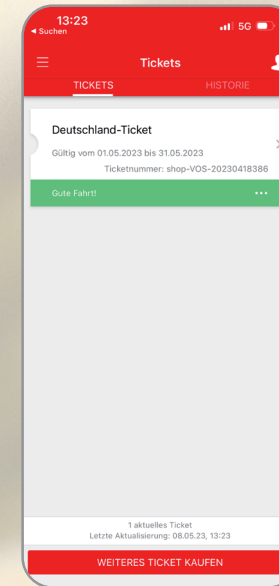 13:23
Suchen
5G
Tickets
TICKETS
HISTORIE
Deutschland-Ticket
Gültig vom 01.05.2023 bis 31.05.2023
Ticketnummer: shop-VOS-20230418386
Gute Fahrt!
1 aktuelles Ticket
Letzte Aktualisierung: 08.05.23, 13:23
WEITERES TICKET KAUFEN